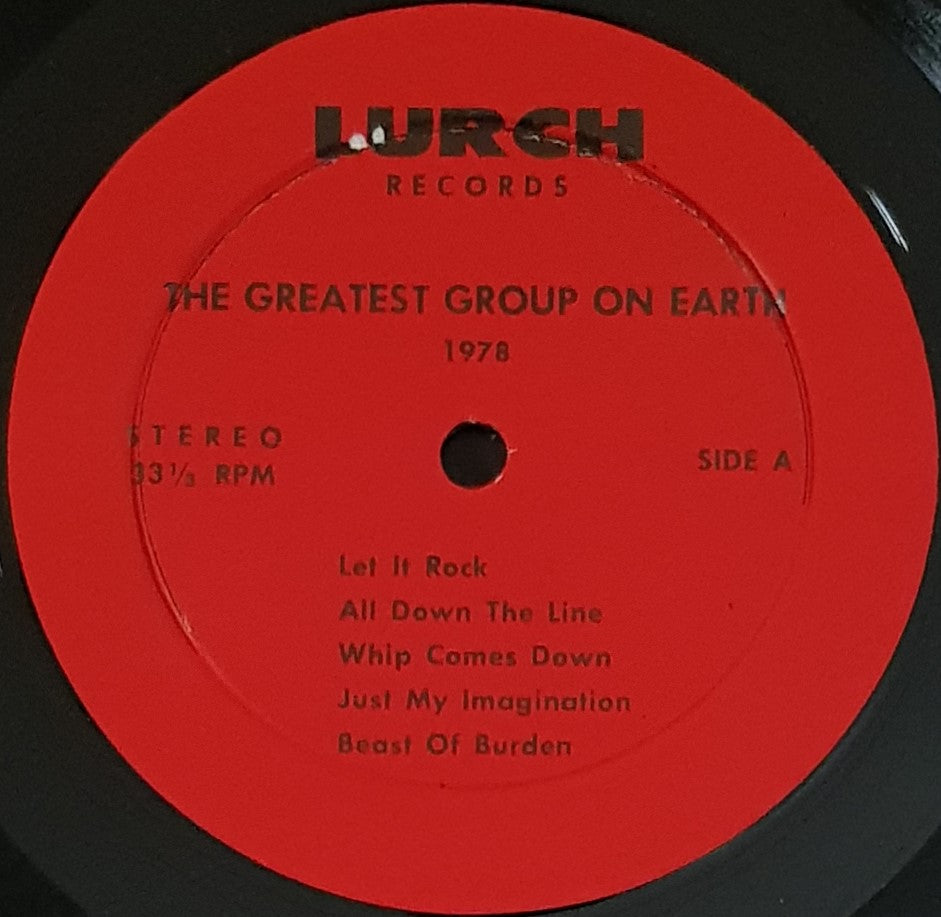 LURCH
RECORDS
THE GREATEST GROUP ON EARTH
1978
STEREO
33⅓ RPM
SIDE A
Let It Rock
All Down The Line
Whip Comes Down
Just My Imagination
Beast Of Burden